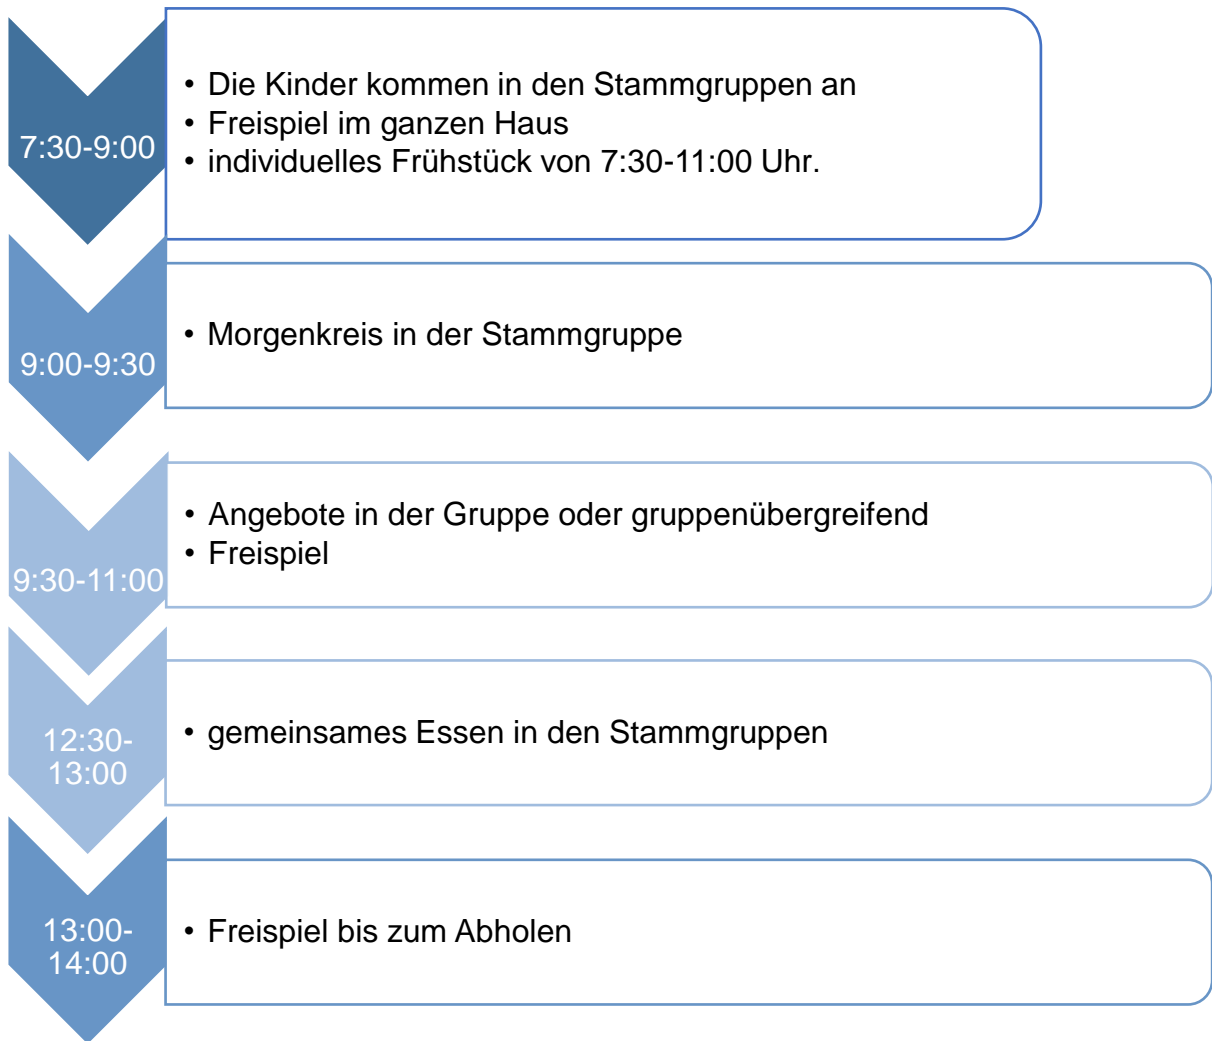 7:30-9:00
• Die Kinder kommen in den Stammgruppen an
• Freispiel im ganzen Haus
• individuelles Frühstück von 7:30-11:00 Uhr.
9:00-9:30
• Morgenkreis in der Stammgruppe
9:30-11:00
• Angebote in der Gruppe oder gruppenübergreifend
• Freispiel
12:30-
13:00
• gemeinsames Essen in den Stammgruppen
13:00-
14:00
• Freispiel bis zum Abholen